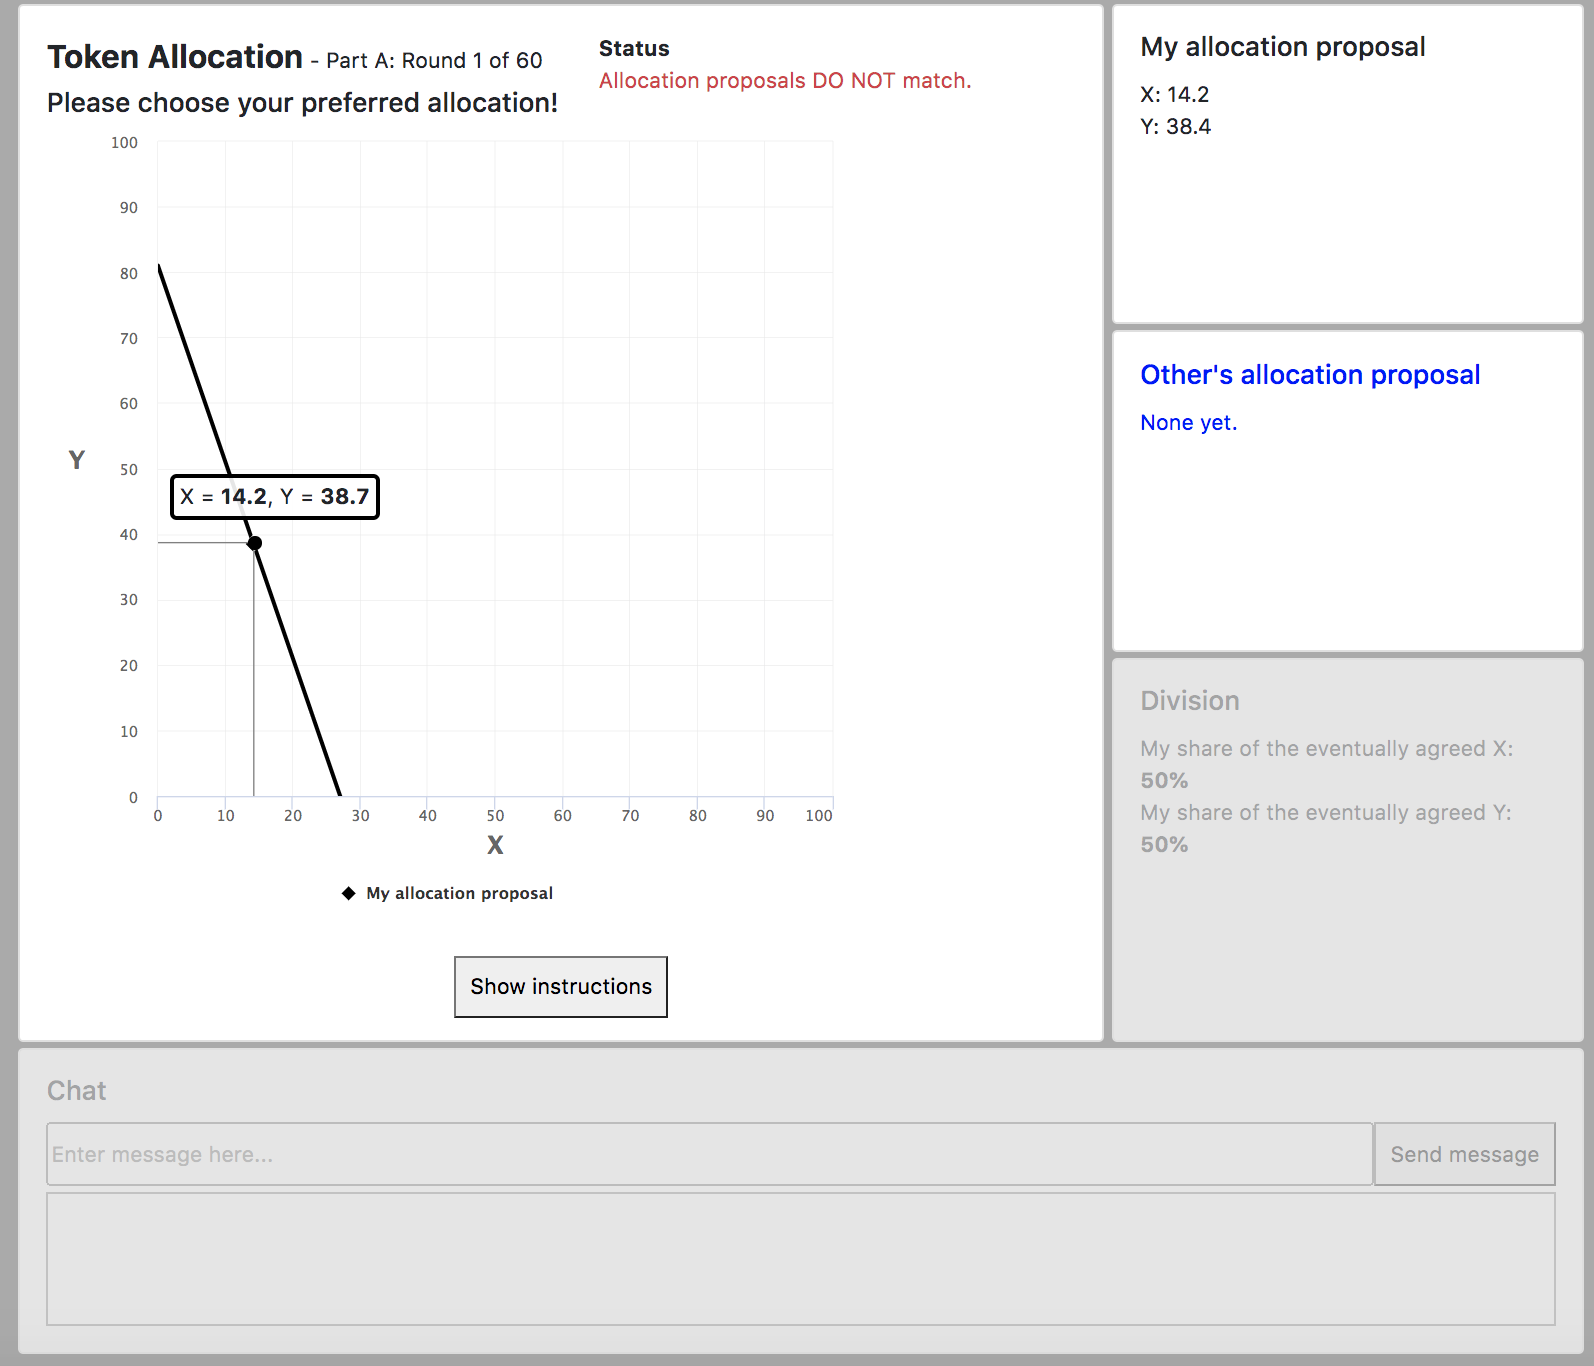 Token Allocation - Part A: Round 1 of 60
Please choose your preferred allocation!
Status
Allocation proposals DO NOT match.
100
90
80
70
60
50
40
30
20
10
0
Y
X = 14.2, Y = 38.7
0 10 20 30 40 50 60 70 80 90 100
X
My allocation proposal
Show instructions
My allocation proposal
X: 14.2
Y: 38.4
Other's allocation proposal
None yet.
Division
My share of the eventually agreed X:
50%
My share of the eventually agreed Y:
50%
Chat
Enter message here...
Send message